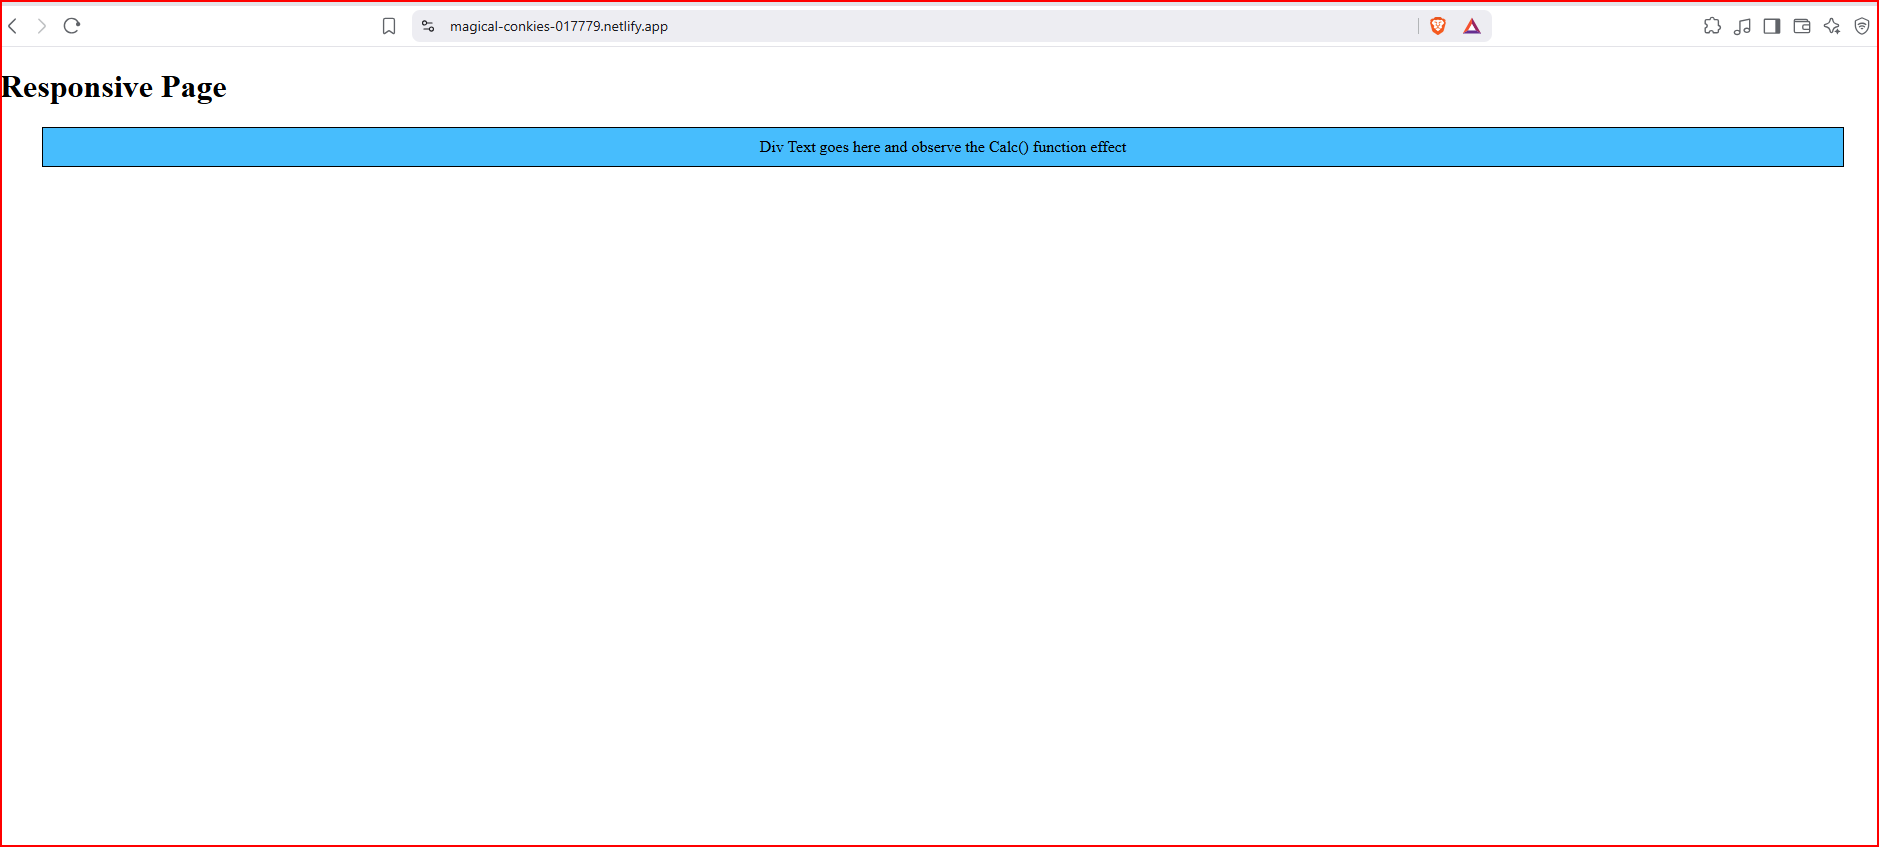 magical-conkies-017779.netlify.app
Responsive Page
Div Text goes here and observe the Calc() function effect